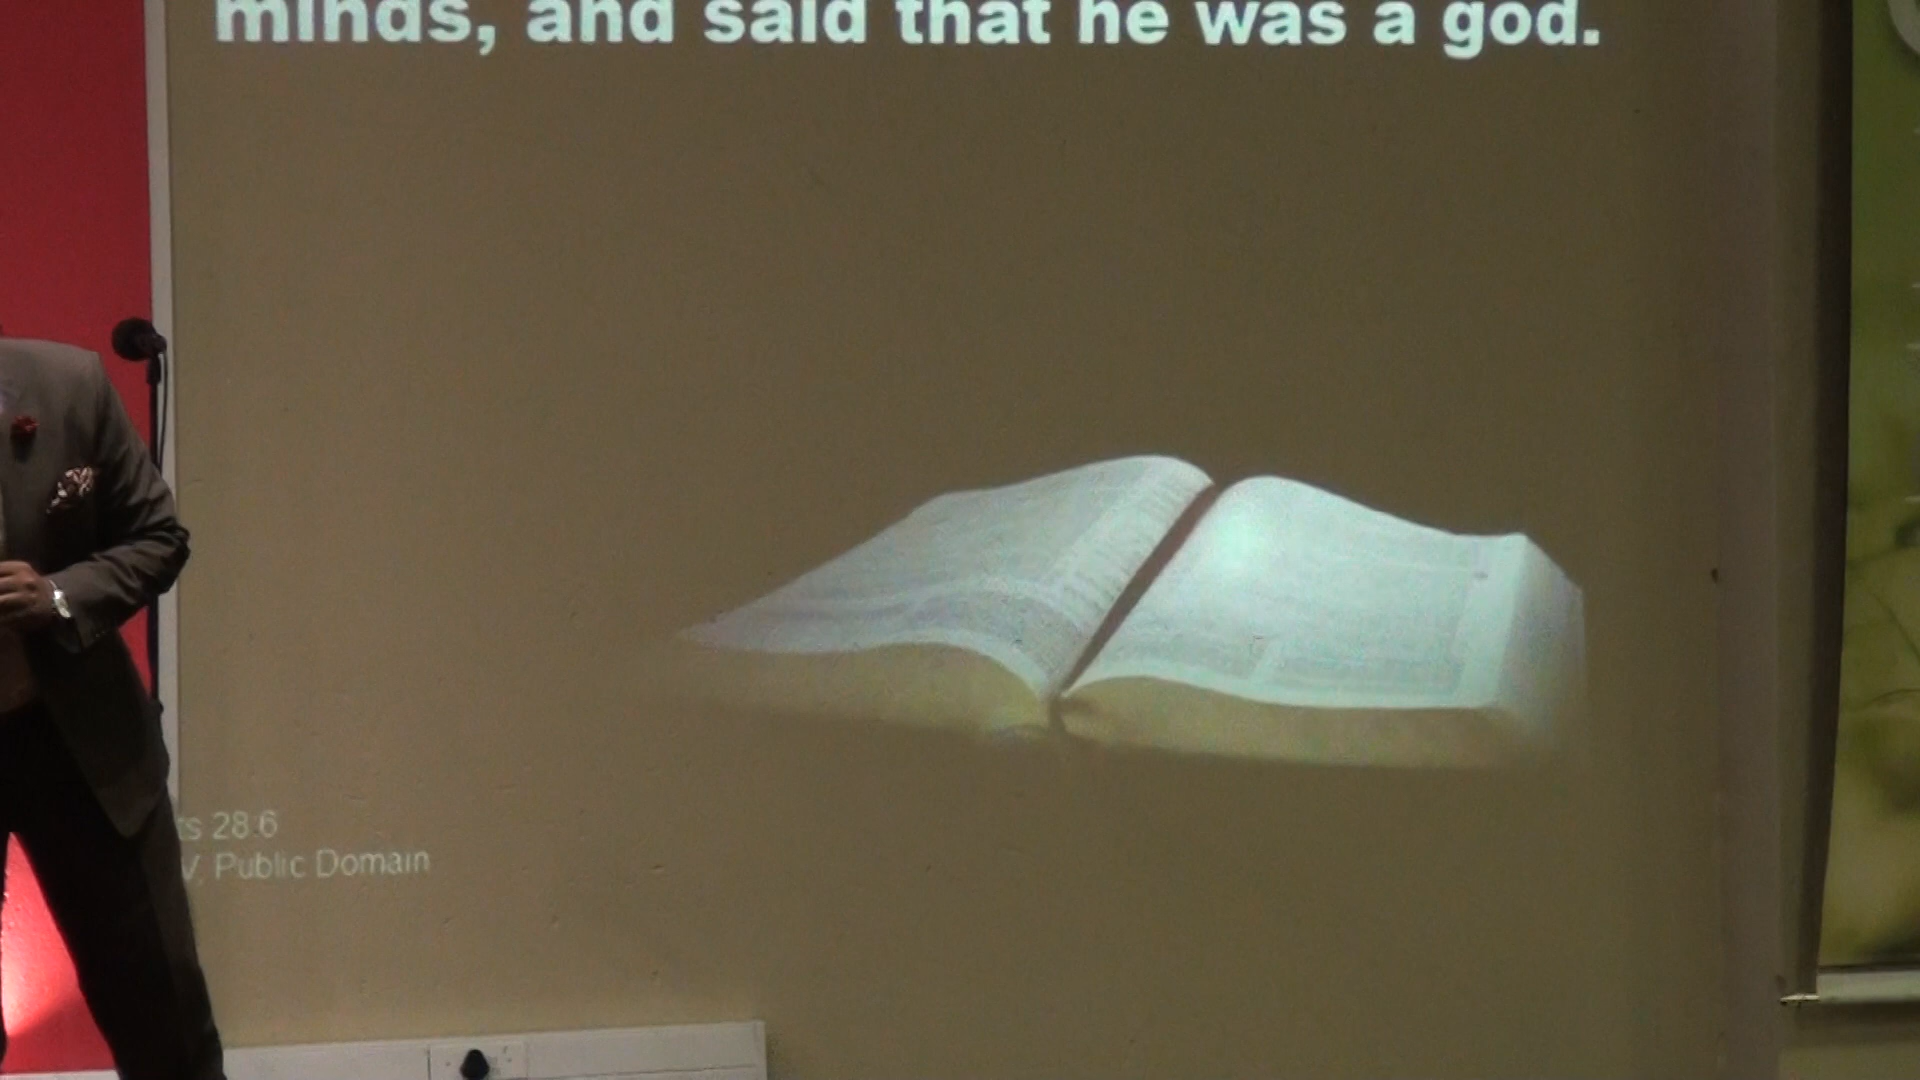 minds, and said that he was a god.
ts 28:6
V, Public Domain